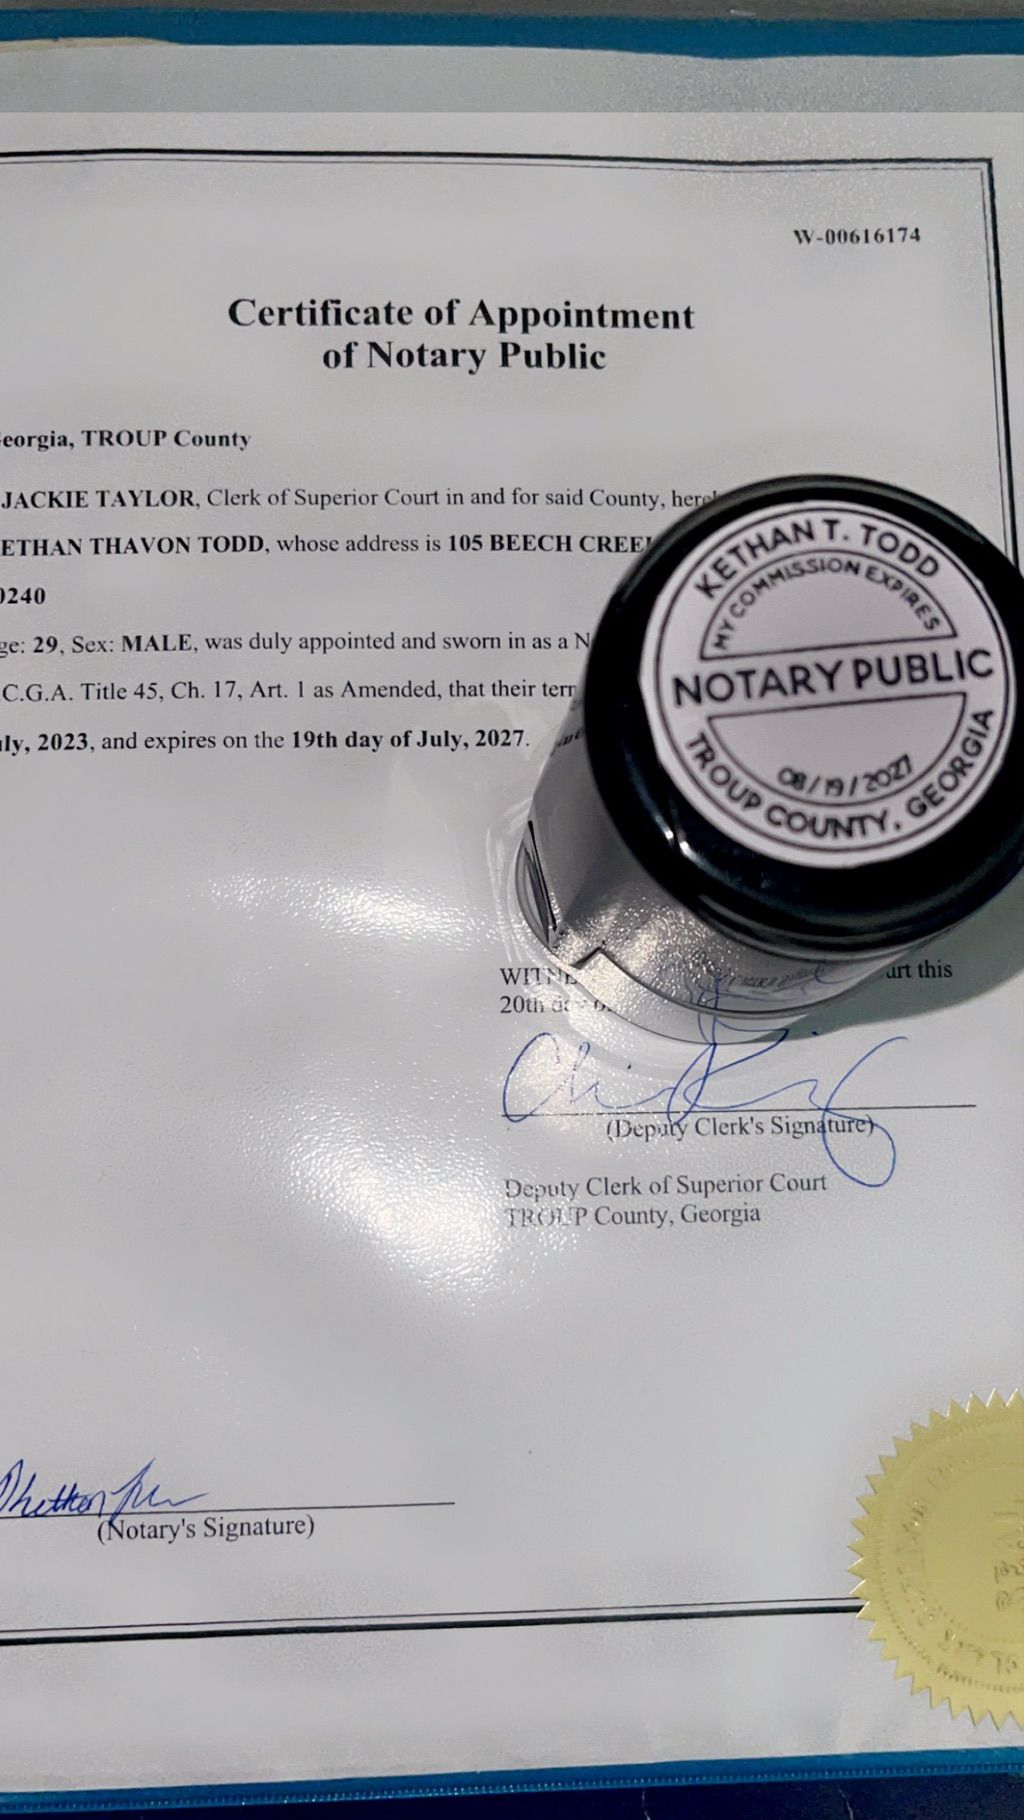 W-00616174
Certificate of Appointment
of Notary Public
eorgia, TROUP County
JACKIE TAYLOR, Clerk of Superior Court in and for said County,
ETHAN THAVON TODD, whose address is 105 BEECH
0240
ge: 29, Sex: MALE, was duly appointed and sworn in as a N
C.G.A. Title 45, Ch. 17, Art. 1 as Amended, that their
ly, 2023, and expires on the 19th day of July, 2027.
KETHAN T. TODD
MY COMMISSION EXPIRES
NOTARY PUBLIC
08/19/2027
TROUP COUNTY, GEORGIA
urt this
20th
(Deputy Clerk's Signature)
Deputy Clerk of Superior Court
TROUP County, Georgia
(Notary's Signature)